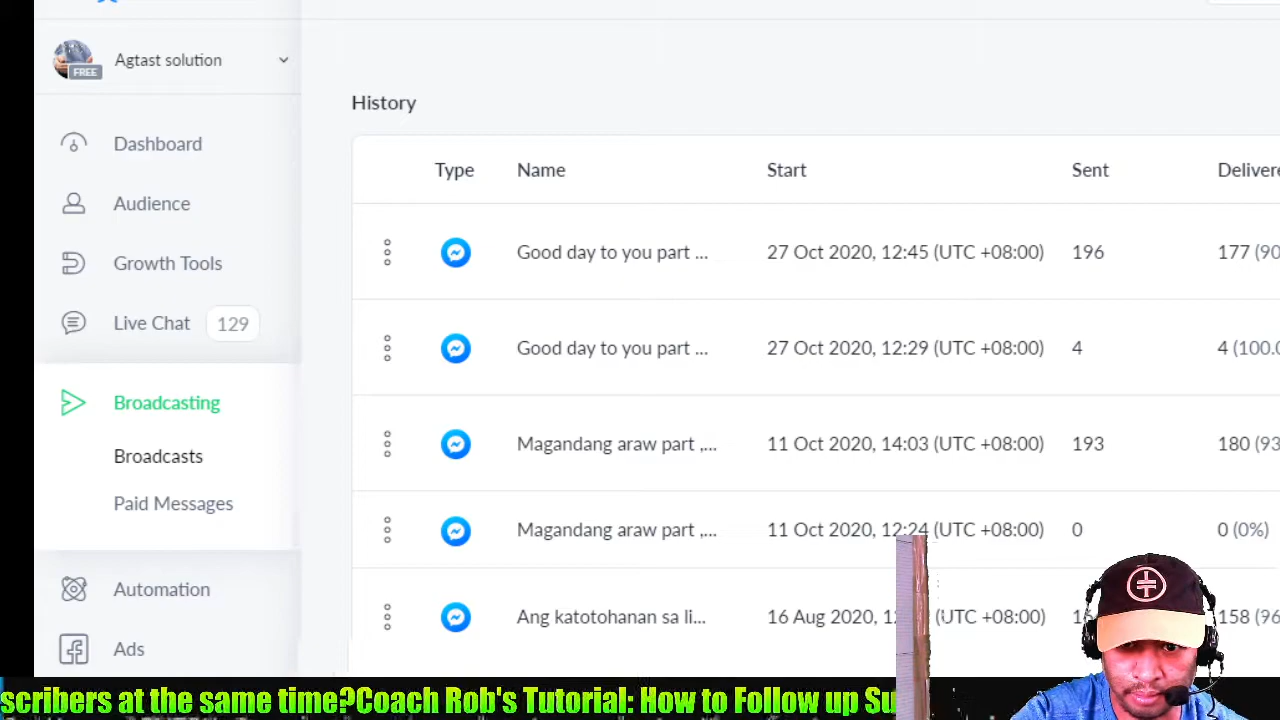 Agtast solution
FREE
Dashboard
Audience
Growth Tools
Live Chat 129
Broadcasting
Broadcasts
Paid Messages
Automation
Ads
History
Type Name Start Sent Delivere
Good day to you part ... 27 Oct 2020, 12:45 (UTC +08:00) 196 177 (90
Good day to you part ... 27 Oct 2020, 12:29 (UTC +08:00) 4 4 (100.0
Magandang araw part ,... 11 Oct 2020, 14:03 (UTC +08:00) 193 180 (93
Magandang araw part ,... 11 Oct 2020, 12:24 (UTC +08:00) 0 0 (0%)
Ang katotohanan sa li... 16 Aug 2020, (UTC +08:00) 158 (96
scribers at the same time?Coach Rob's Tutorial: How to Follow up Su